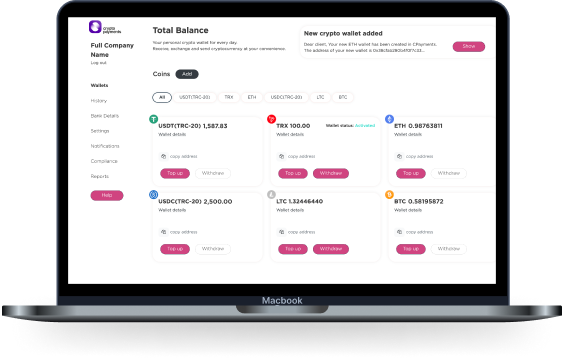 crypto
payments
Full Company
Name
Log out
Wallets
History
Bank Details
Settings
Notifications
Compliance
Reports
Help
Total Balance
Your personal crypto wallet for every day.
Receive, exchange and send cryptocurrency at your convenience.
New crypto wallet added
Dear client. Your new ETH wallet has been created in CPayments.
The address of your new wallet is
Show
Coins Add
All USDT(TRC-20) TRX ETH USDC(TRC-20) LTC BTC
USDT(TRC-20) 1,587.83
Wallet details
copy address
Top up Withdraw
TRX 100.00 Wallet status: Activated
Wallet details
copy address
Top up Withdraw
ETH 0.98763811
Wallet details
copy address
Top up Withdraw
USDC(TRC-20) 2,500.00
Wallet details
copy address
Top up Withdraw
LTC 1.32446440
Wallet details
copy address
Top up Withdraw
BTC 0.58195872
Wallet details
copy address
Top up Withdraw
Macbook